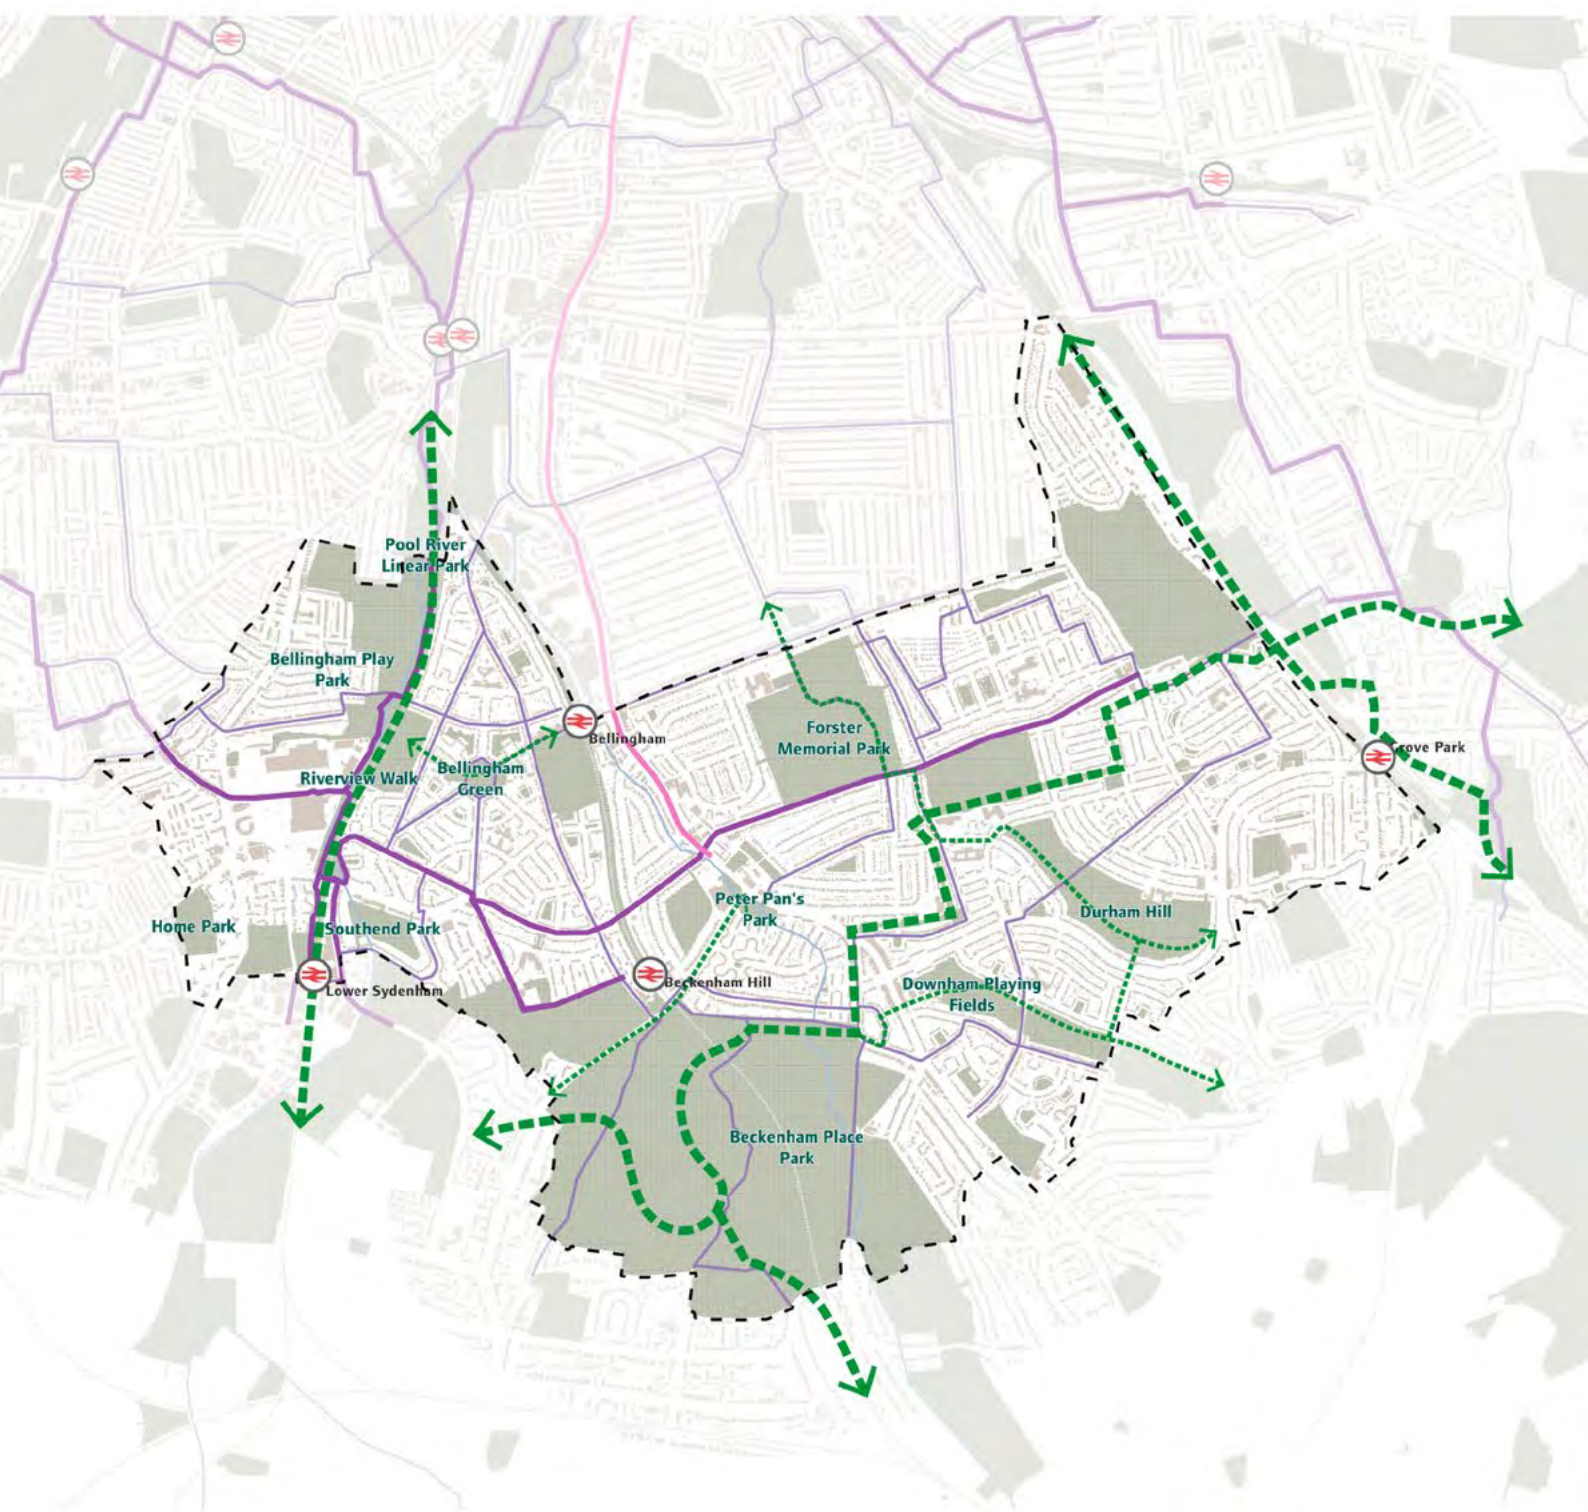 Pool River
Linear Park
Bellingham Play
Park
Bellingham
Forster
Memorial Park
Grove Park
Riverview Walk
Bellingham
Green
Peter Pan's
Park
Durham Hill
Home Park
Southend Park
Lower Sydenham
Beckenham Hill
Downham Playing
Fields
Beckenham Place
Park